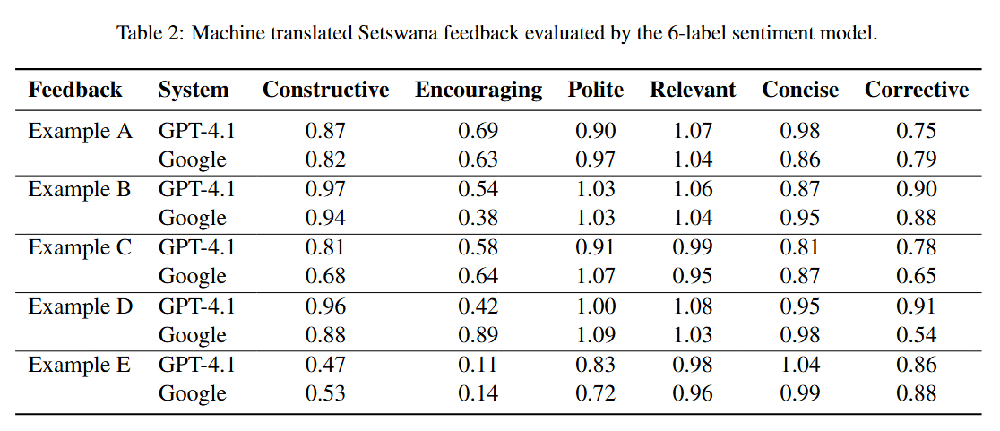 Table 2: Machine translated Setswana feedback evaluated by the 6-label sentiment model.
Feedback System Constructive Encouraging Polite Relevant Concise Corrective
Example A GPT-4.1 0.87 0.69 0.90 1.07 0.98 0.75
Google 0.82 0.63 0.97 1.04 0.86 0.79
Example B GPT-4.1 0.97 0.54 1.03 1.06 0.87 0.90
Google 0.94 0.38 1.03 1.04 0.95 0.88
Example C GPT-4.1 0.81 0.58 0.91 0.99 0.81 0.78
Google 0.68 0.64 1.07 0.95 0.87 0.65
Example D GPT-4.1 0.96 0.42 1.00 1.08 0.95 0.91
Google 0.88 0.89 1.09 1.03 0.98 0.54
Example E GPT-4.1 0.47 0.11 0.83 0.98 1.04 0.86
Google 0.53 0.14 0.72 0.96 0.99 0.88